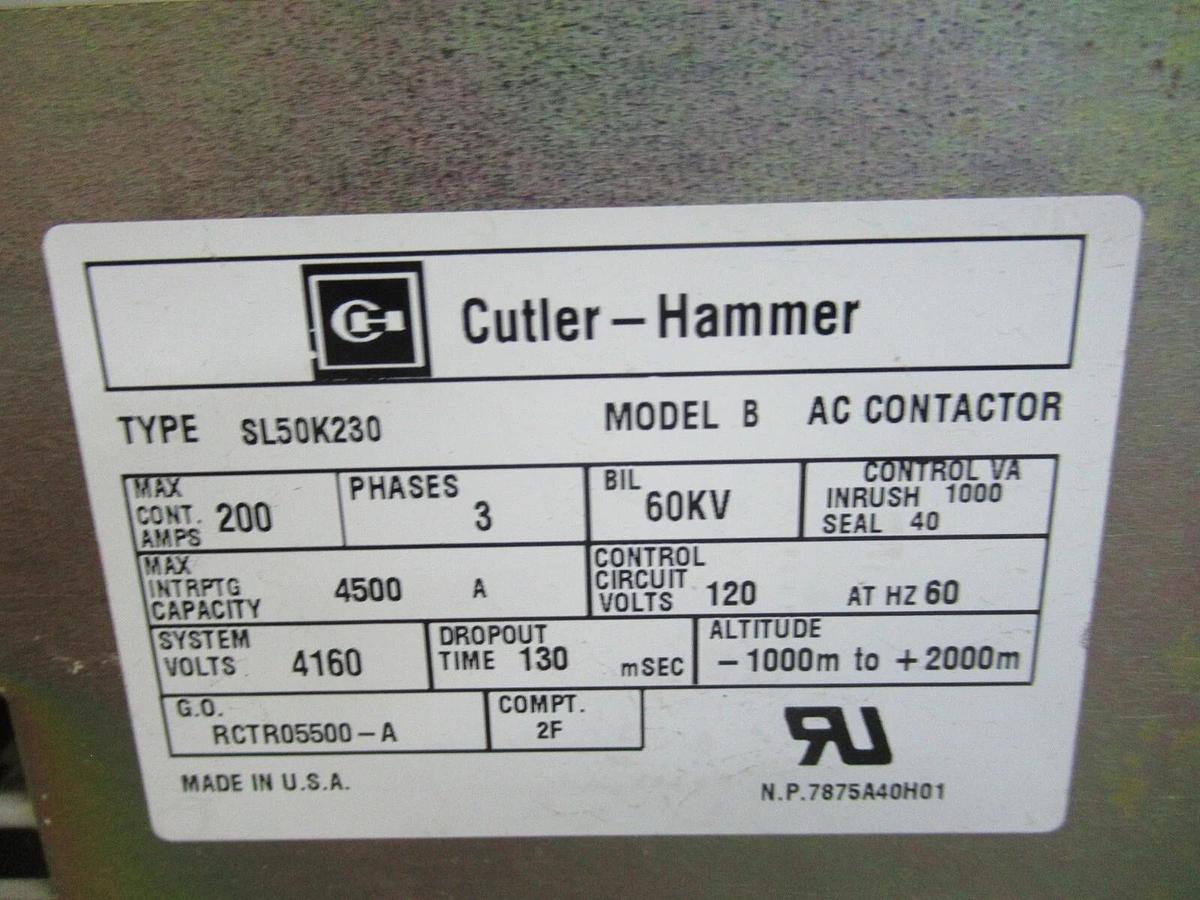 CH Cutler-Hammer
TYPE SL50K230 MODEL B AC CONTACTOR
MAX CONT. AMPS 200
PHASES 3
BIL 60KV
CONTROL VA
INRUSH 1000
SEAL 40
MAX INTRPTG CAPACITY 4500 A
CONTROL CIRCUIT VOLTS 120 AT HZ 60
SYSTEM VOLTS 4160
DROPOUT TIME 130 mSEC
ALTITUDE
-1000m to +2000m
G.O.
RCTR05500-A
COMPT.
2F
RU
MADE IN U.S.A.
N.P.7875A40H01